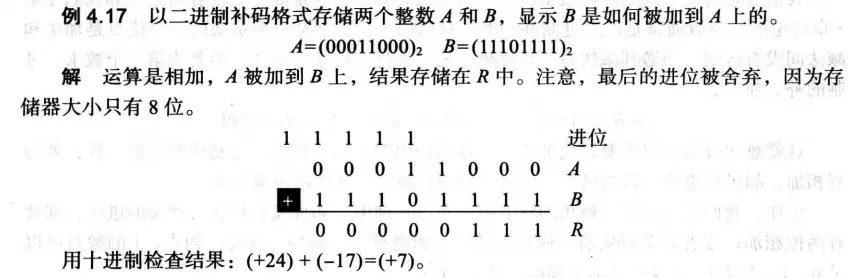 例 4.17 以二进制补码格式存储两个整数 A 和 B，显示 B 是如何被加到 A 上的。
A=(00011000)₂ B=(11101111)₂
解 运算是相加，A 被加到 B 上，结果存储在 R 中。注意，最后的进位被舍弃，因为存
储器大小只有 8 位。
1 1 1 1 1 进位
0 0 0 1 1 0 0 0 A
+ 1 1 1 0 1 1 1 1 B
0 0 0 0 0 1 1 1 R
用十进制检查结果：(+24) + (−17)=(+7)。